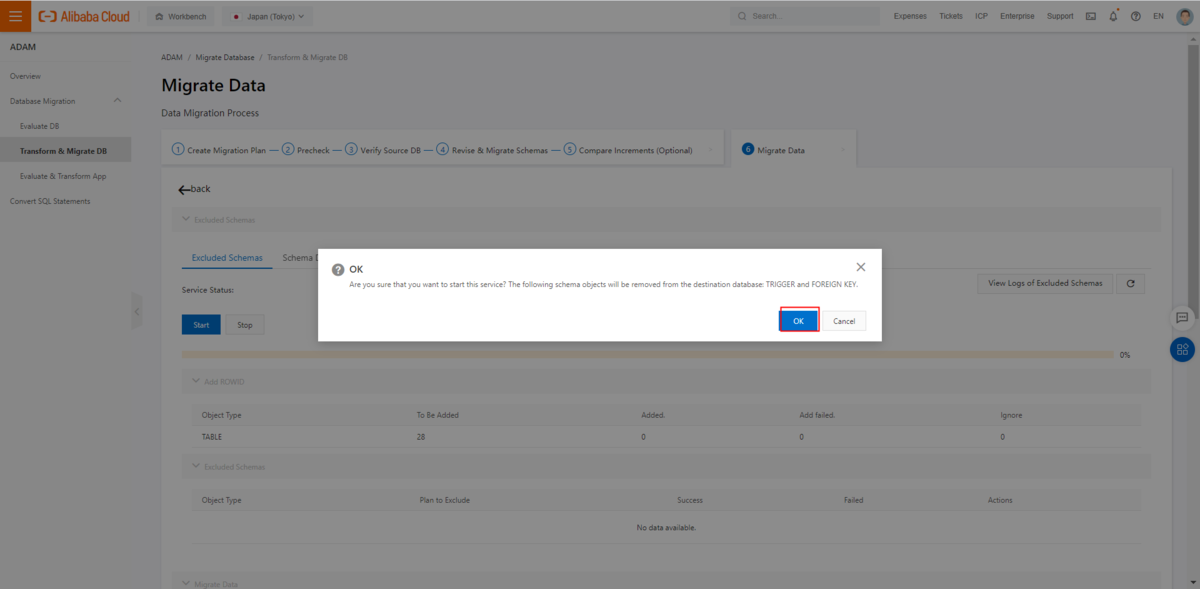 Alibaba Cloud
Workbench
Japan (Tokyo)
Search...
Expenses
Tickets
ICP
Enterprise
Support
EN
ADAM
Overview
Database Migration
Evaluate DB
Transform & Migrate DB
Evaluate & Transform App
Convert SQL Statements
ADAM / Migrate Database / Transform & Migrate DB
Migrate Data
Data Migration Process
1 Create Migration Plan — 2 Precheck — 3 Verify Source DB — 4 Revise & Migrate Schemas — 5 Compare Increments (Optional)
6 Migrate Data
back
Excluded Schemas
Excluded Schemas
Schema
Service Status:
View Logs of Excluded Schemas
Start
Stop
? OK
Are you sure that you want to start this service? The following schema objects will be removed from the destination database: TRIGGER and FOREIGN KEY.
OK
Cancel
0%
Add ROWID
Object Type To Be Added Added. Add failed. Ignore
TABLE 28 0 0 0
Excluded Schemas
Object Type Plan to Exclude Success Failed Actions
No data available.
Migrate Data